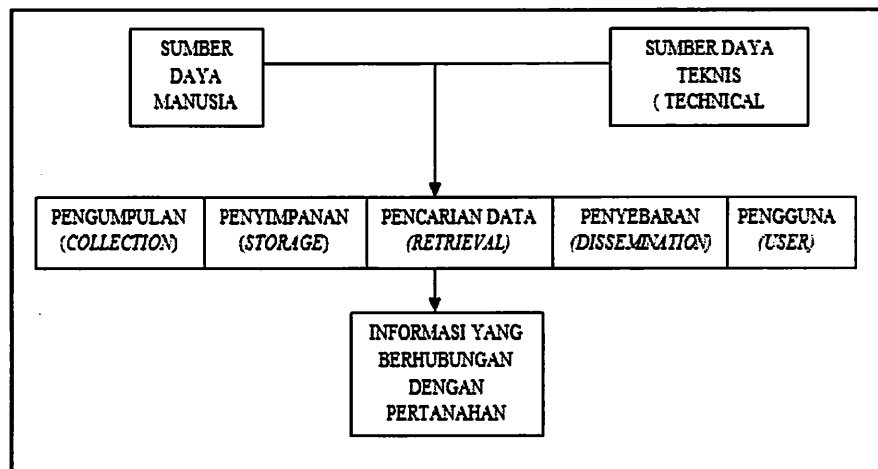 SUMBER
DAYA
MANUSIA
SUMBER DAYA
TEKNIS
( TECHNICAL
PENGUMPULAN
(COLLECTION)
PENYIMPANAN
(STORAGE)
PENCARIAN DATA
(RETRIEVAL)
PENYEBARAN
(DISSEMINATION)
PENGGUNA
(USER)
INFORMASI YANG
BERHUBUNGAN
DENGAN
PERTANAHAN